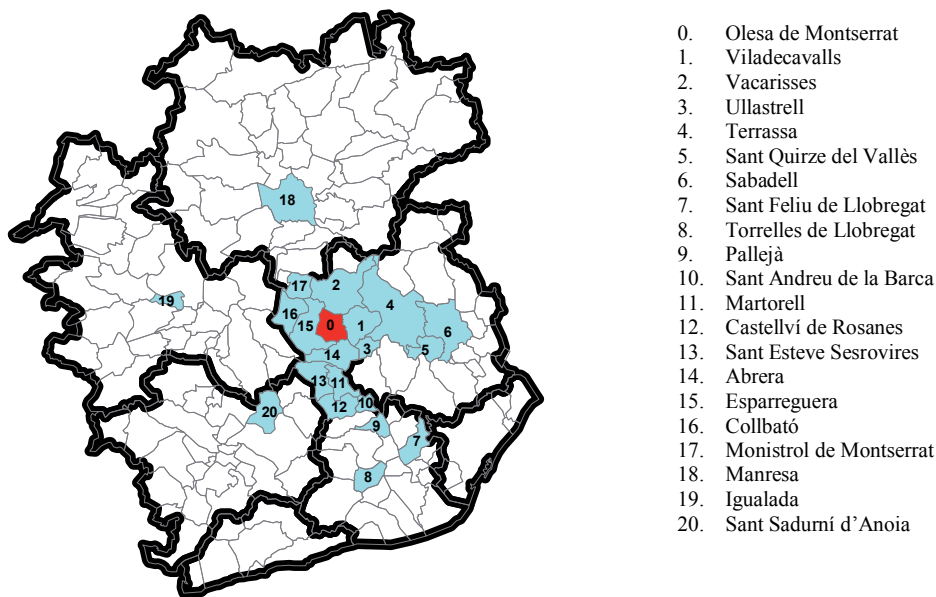 0. Olesa de Montserrat
1. Viladecavalls
2. Vacarisses
3. Ullastrell
4. Terrassa
5. Sant Quirze del Vallès
6. Sabadell
7. Sant Feliu de Llobregat
8. Torrelles de Llobregat
9. Pallejà
10. Sant Andreu de la Barca
11. Martorell
12. Castellví de Rosanes
13. Sant Esteve Sesrovires
14. Abrera
15. Esparreguera
16. Collbató
17. Monistrol de Montserrat
18. Manresa
19. Igualada
20. Sant Sadurní d’Anoia
18
17
2
4
19
16
15
0
1
6
3
5
14
13
11
20
12
10
9
7
8